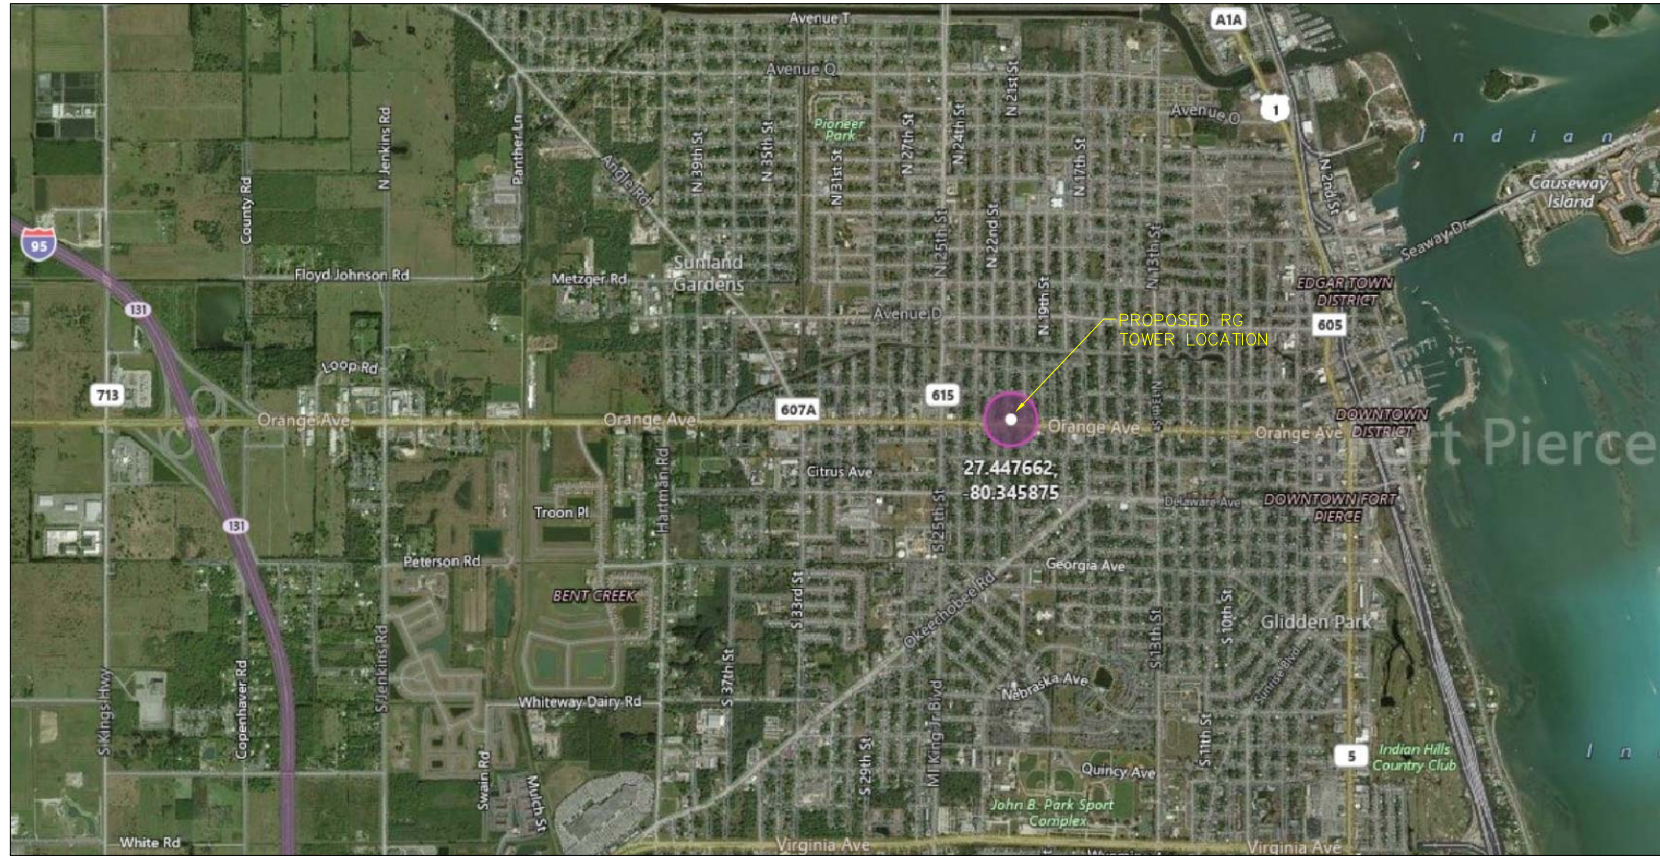 Avenue T
A1A
Avenue Q
N 21st St
1
Avenue O
Pioneer
Park
N 39th St
N 35th St
N 31st St
N 27th St
N 24th St
N 17th St
N Jenkins Rd
Panther Ln
Angle Rd
County Rd
N 2nd St
Indian
Causeway
Island
Seaway Dr
95
N 25th St
N 22nd St
N 13th St
Floyd Johnson Rd
Metzger Rd
Sunland
Gardens
N 19th St
EDGAR TOWN
DISTRICT
131
Avenue D
PROPOSED RG
TOWER LOCATION
605
Loop Rd
713
607A
615
Orange Ave
Orange Ave
Orange Ave
Orange Ave
DOWNTOWN
DISTRICT
rt Pierce
Hartman Rd
Citrus Ave
27.447662,
-80.345875
Delaware Ave
DOWNTOWN FORT
PIERCE
Troon Pl
131
S 25th St
Peterson Rd
Georgia Ave
BENT CREEK
S 33rd St
Okeechobee Rd
S 10th St
Glidden Park
S Kings Hwy
Copenhaver Rd
S Jenkins Rd
S 37th St
S 13th St
Sunrise Blvd
Whiteway Dairy Rd
Nebraska Ave
Ml King Jr Blvd
S 11th St
S 29th St
5
Indian Hills
Country Club
In
Swain Rd
Mulch St
Quincy Ave
John B. Park Sport
Complex
White Rd
Virginia Ave
Virginia Ave